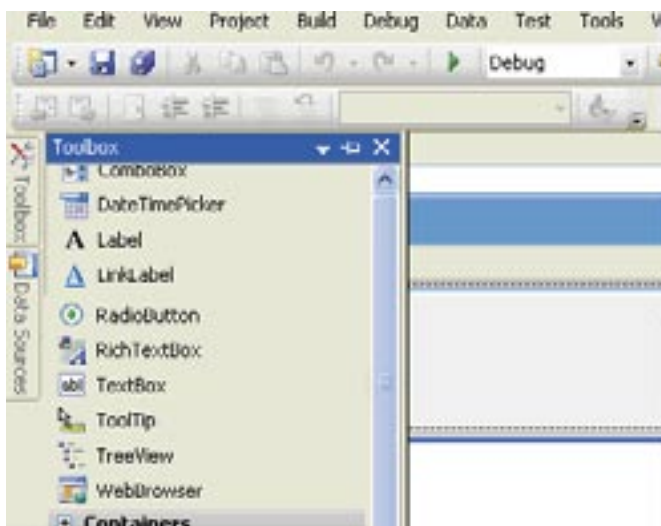 File Edit View Project Build Debug Data Test Tools
Debug
Toolbox
Toolbox
Data Sources
ComboBox
DateTimePicker
A Label
A LinkLabel
RadioButton
RichTextBox
abl TextBox
ToolTip
TreeView
WebBrowser
Containers